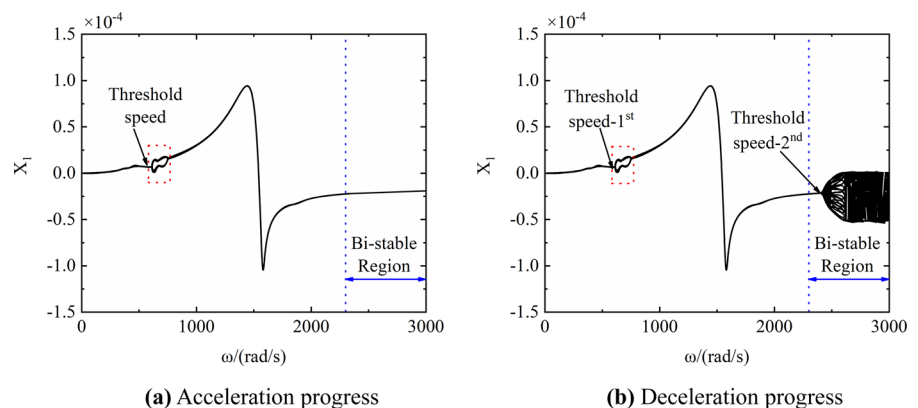 ×10⁻⁴
1.5
1.0
0.5
0.0
-0.5
-1.0
-1.5
X₁
0
1000
2000
3000
ω/(rad/s)
Threshold
speed
Bi-stable
Region
(a) Acceleration progress
×10⁻⁴
1.5
1.0
0.5
0.0
-0.5
-1.0
-1.5
X₁
0
1000
2000
3000
ω/(rad/s)
Threshold
speed-1ˢᵗ
Threshold
speed-2ⁿᵈ
Bi-stable
Region
(b) Deceleration progress